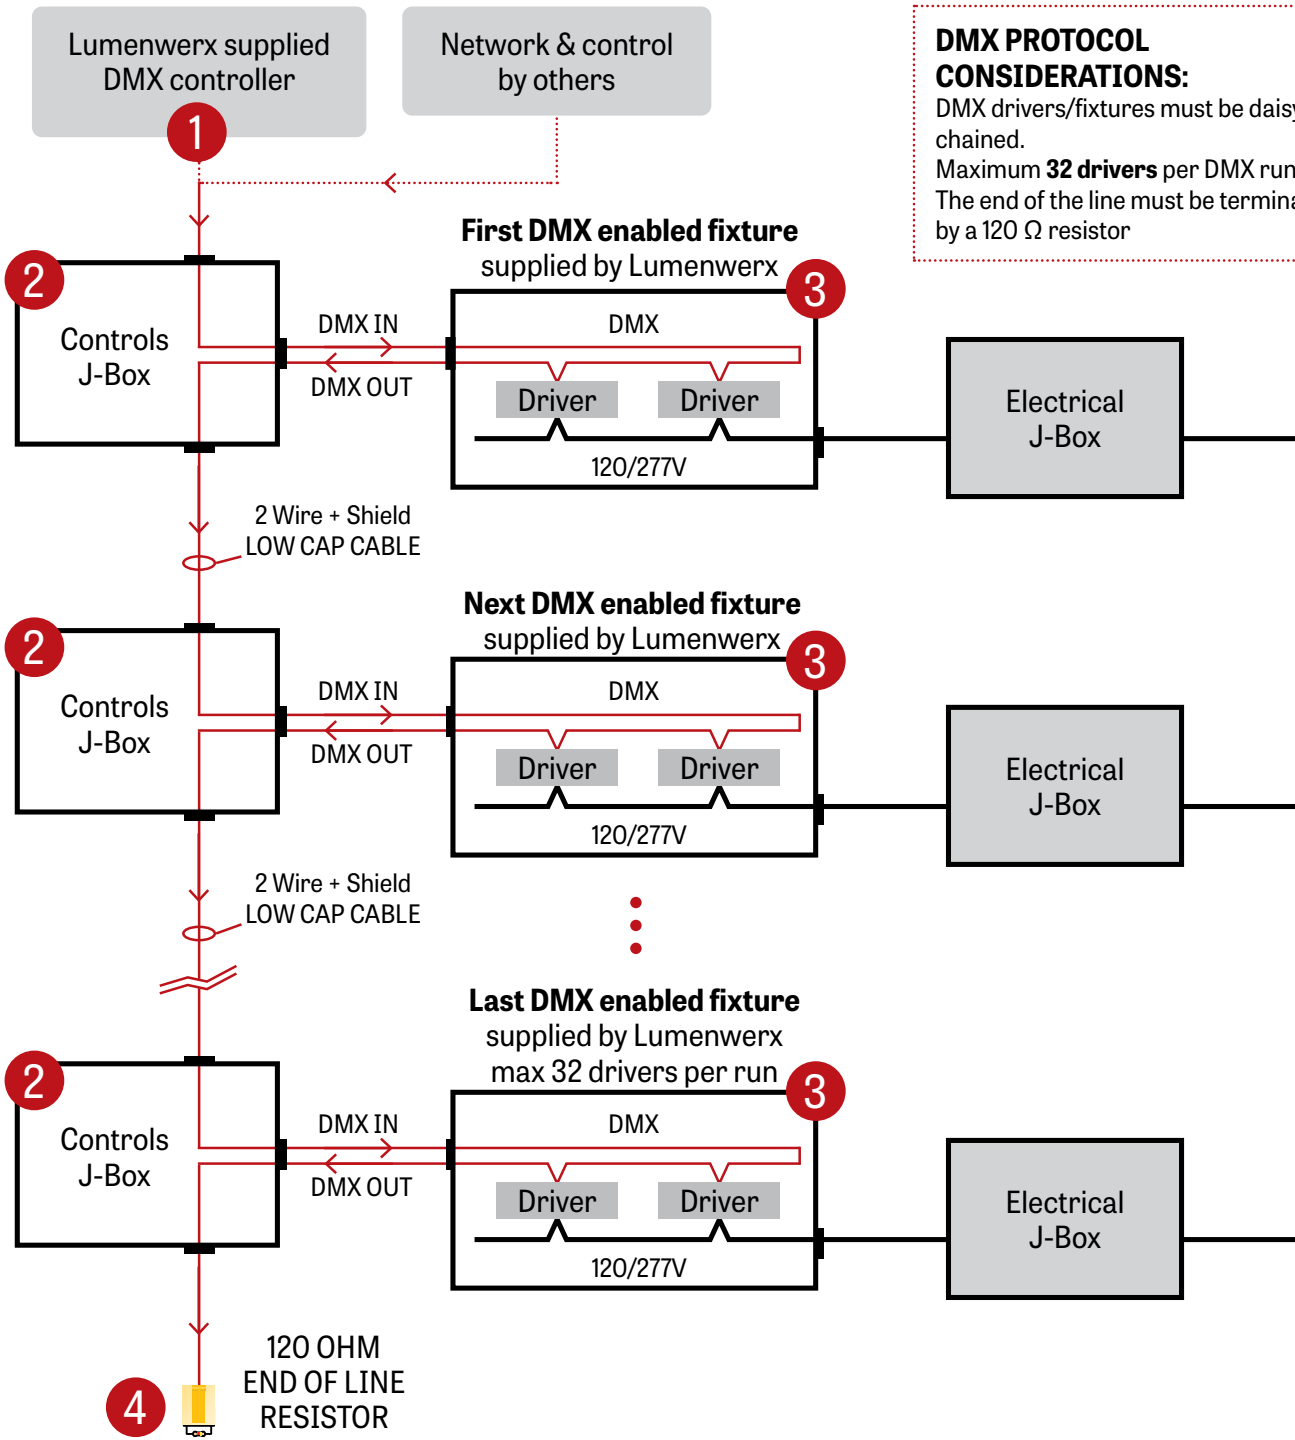 Lumenwerx supplied
DMX controller
1
Network & control
by others
DMX PROTOCOL
CONSIDERATIONS:
DMX drivers/fixtures must be daisy
chained.
Maximum 32 drivers per DMX run
The end of the line must be termina
by a 120 Ω resistor
First DMX enabled fixture
supplied by Lumenwerx
2
Controls
J-Box
DMX IN
DMX OUT
3
DMX
Driver
Driver
120/277V
Electrical
J-Box
2 Wire + Shield
LOW CAP CABLE
Next DMX enabled fixture
supplied by Lumenwerx
2
Controls
J-Box
DMX IN
DMX OUT
3
DMX
Driver
Driver
120/277V
Electrical
J-Box
2 Wire + Shield
LOW CAP CABLE
Last DMX enabled fixture
supplied by Lumenwerx
max 32 drivers per run
2
Controls
J-Box
DMX IN
DMX OUT
3
DMX
Driver
Driver
120/277V
Electrical
J-Box
4
120 OHM
END OF LINE
RESISTOR